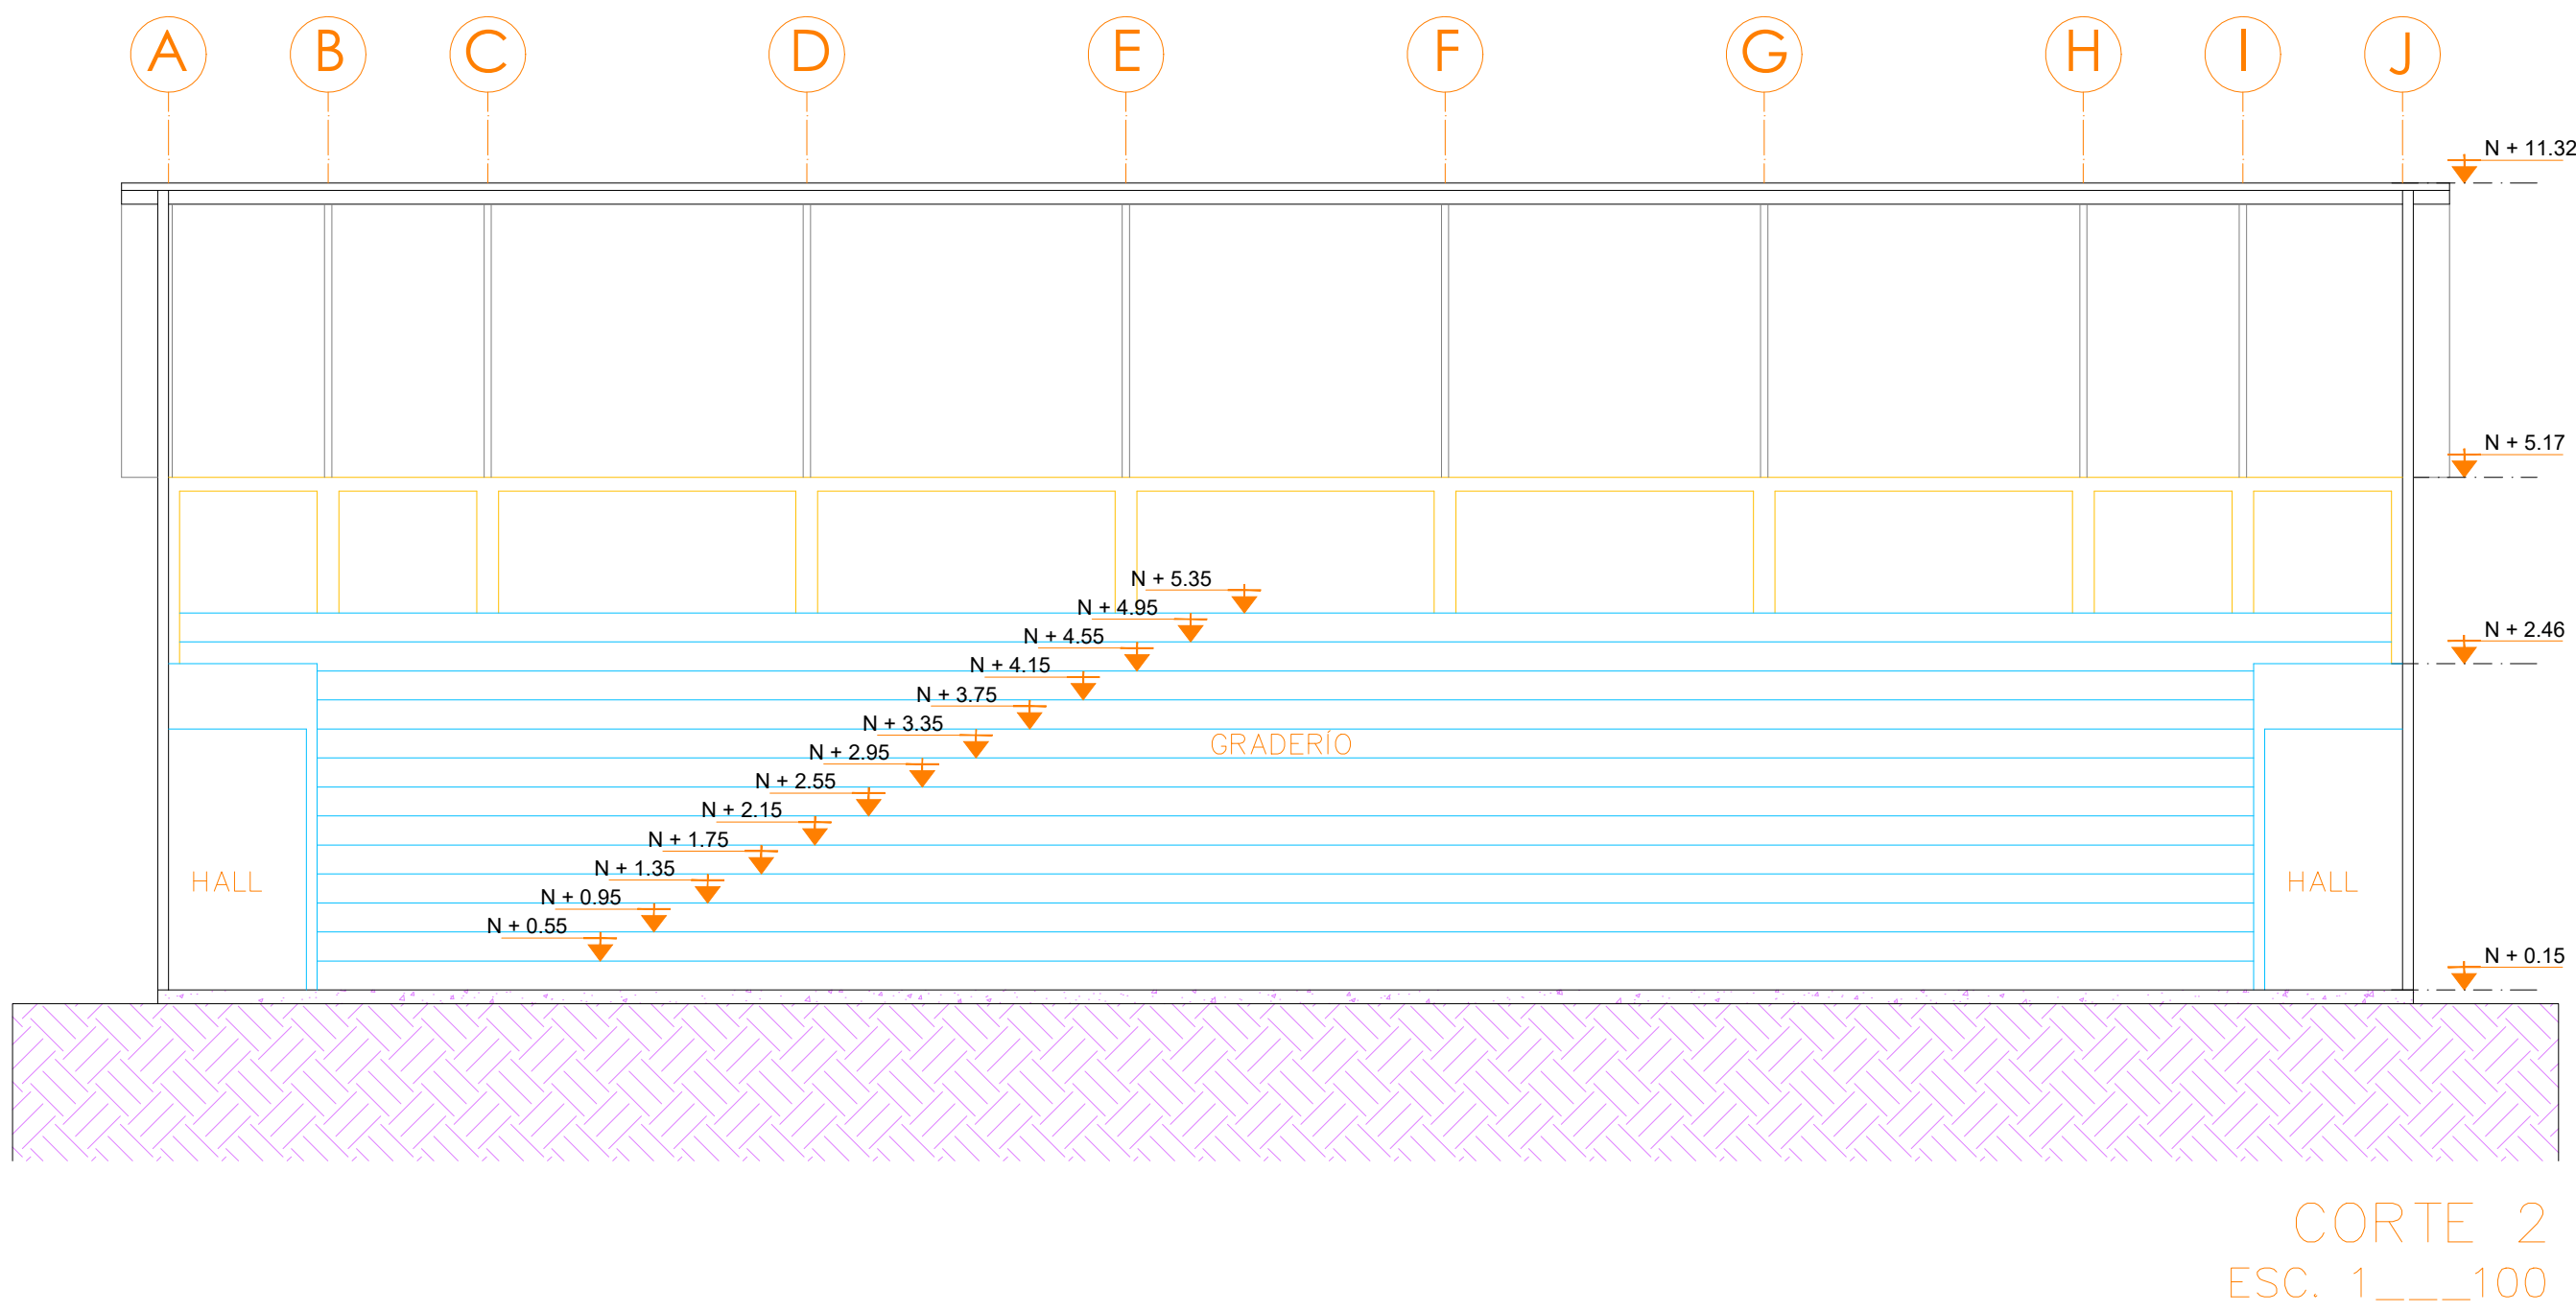 A B C D E F G H I J
N + 11.32
N + 5.17
N + 5.35
N + 4.95
N + 4.55
N + 2.46
N + 4.15
N + 3.75
N + 3.35
GRADERÍO
N + 2.95
N + 2.55
N + 2.15
N + 1.75
N + 1.35
HALL
HALL
N + 0.95
N + 0.55
N + 0.15
CORTE 2
ESC. 1___100